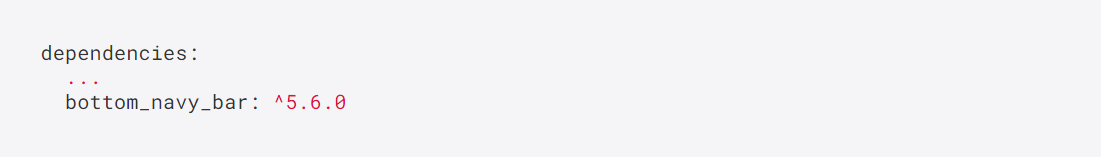 dependencies:
...
bottom_navy_bar: ^5.6.0